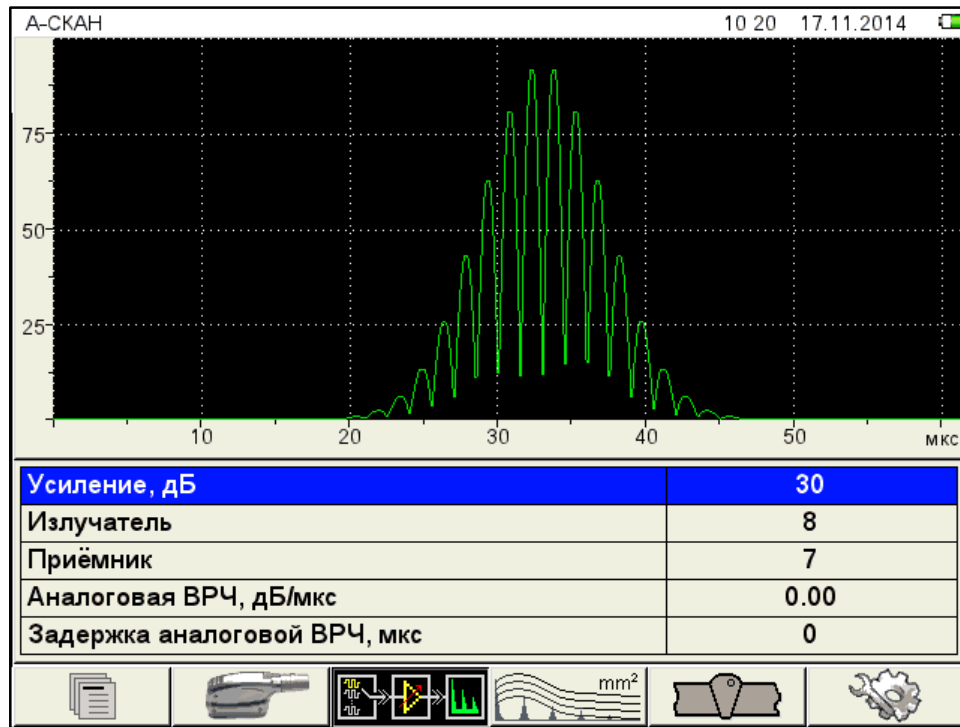 А-СКАН 10 20 17.11.2014
75
50
25
10 20 30 40 50 мкс
Усиление, дБ 30
Излучатель 8
Приёмник 7
Аналоговая ВРЧ, дБ/мкс 0.00
Задержка аналоговой ВРЧ, мкс 0
mm²